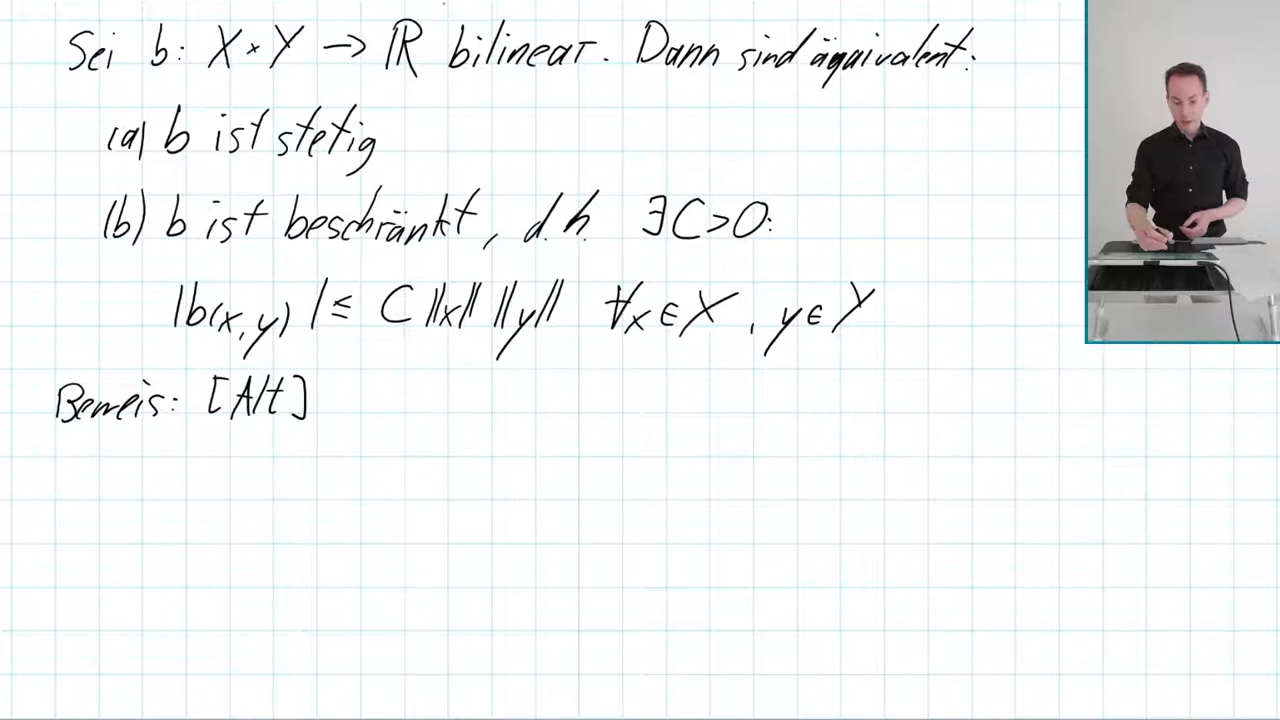 Sei b: X × Y → ℝ bilinear. Dann sind äquivalent:
(a) b ist stetig
(b) b ist beschränkt, d.h. ∃C>0:
|b(x,y)| ≤ C ||x|| ||y|| ∀x∈X, y∈Y
Beweis: [Alt]